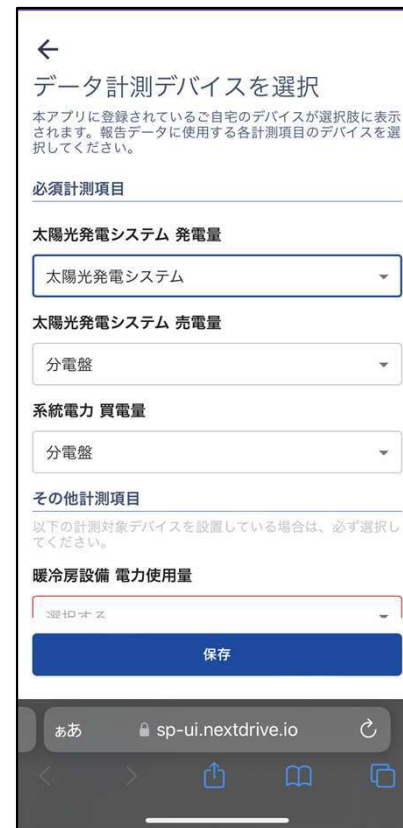 データ計測デバイスを選択
本アプリに登録されているご自宅のデバイスが選択肢に表示
されます。報告データに使用する各計測項目のデバイスを選
択してください。
必須計測項目
太陽光発電システム 発電量
太陽光発電システム
太陽光発電システム 売電量
分電盤
系統電力 買電量
分電盤
その他計測項目
以下の計測対象デバイスを設置している場合は、必ず選択し
てください。
暖冷房設備 電力使用量
選択する
保存
ぁあ
sp-ui.nextdrive.io